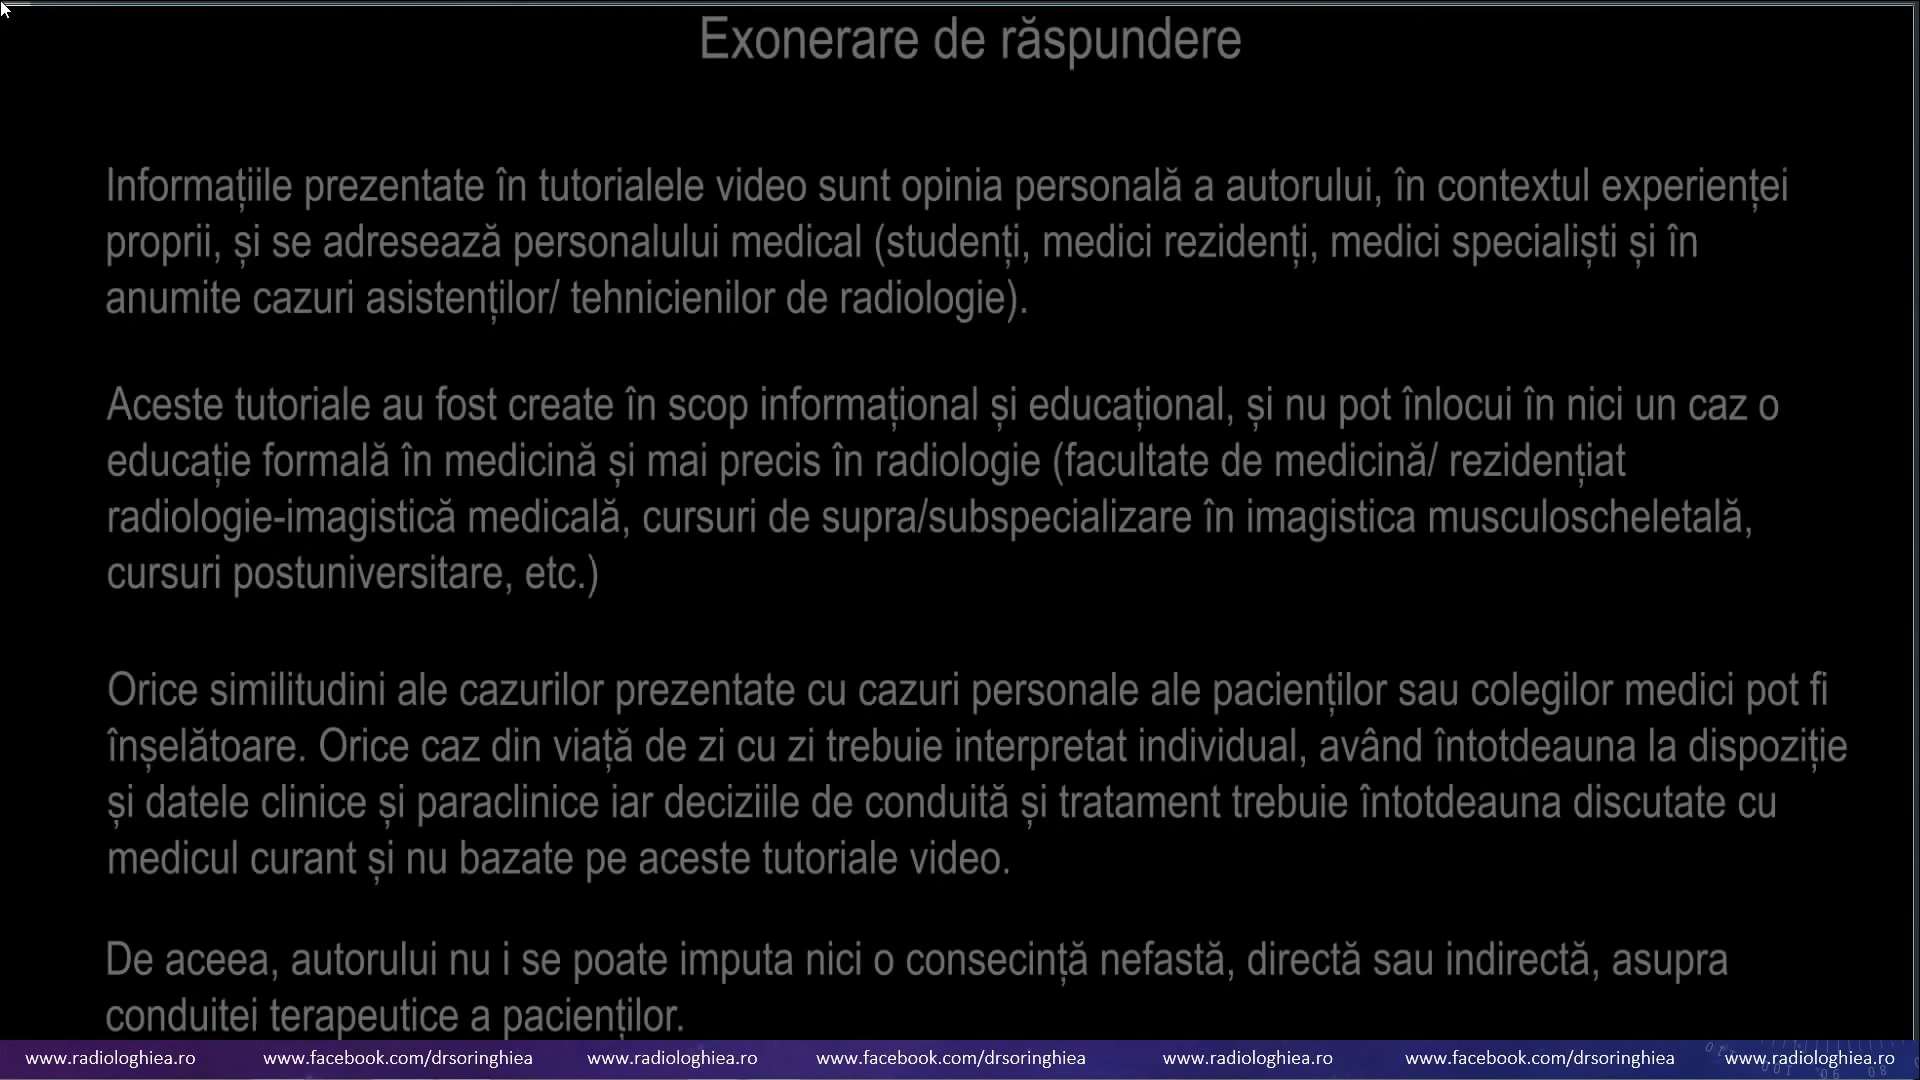 Exonerare de răspundere
Informațiile prezentate în tutorialele video sunt opinia personală a autorului, în contextul experienței
proprii, și se adresează personalului medical (studenți, medici rezidenți, medici specialiști și în
anumite cazuri asistenților/ tehnicienilor de radiologie).
Aceste tutoriale au fost create în scop informațional și educațional, și nu pot înlocui în nici un caz o
educație formală în medicină și mai precis în radiologie (facultate de medicină/ rezidențiat
radiologie-imagistică medicală, cursuri de supra/subspecializare în imagistica musculoscheletală,
cursuri postuniversitare, etc.)
Orice similitudini ale cazurilor prezentate cu cazuri personale ale pacienților sau colegilor medici pot fi
înșelătoare. Orice caz din viață de zi cu zi trebuie interpretat individual, având întotdeauna la dispoziție
și datele clinice și paraclinice iar deciziile de conduită și tratament trebuie întotdeauna discutate cu
medicul curant și nu bazate pe aceste tutoriale video.
De aceea, autorului nu i se poate imputa nici o consecință nefastă, directă sau indirectă, asupra
conduitei terapeutice a pacienților.
www.radiologhiea.ro www.facebook.com/drsoringhiea www.radiologhiea.ro www.facebook.com/drsoringhiea www.radiologhiea.ro www.facebook.com/drsoringhiea www.radiologhiea.ro